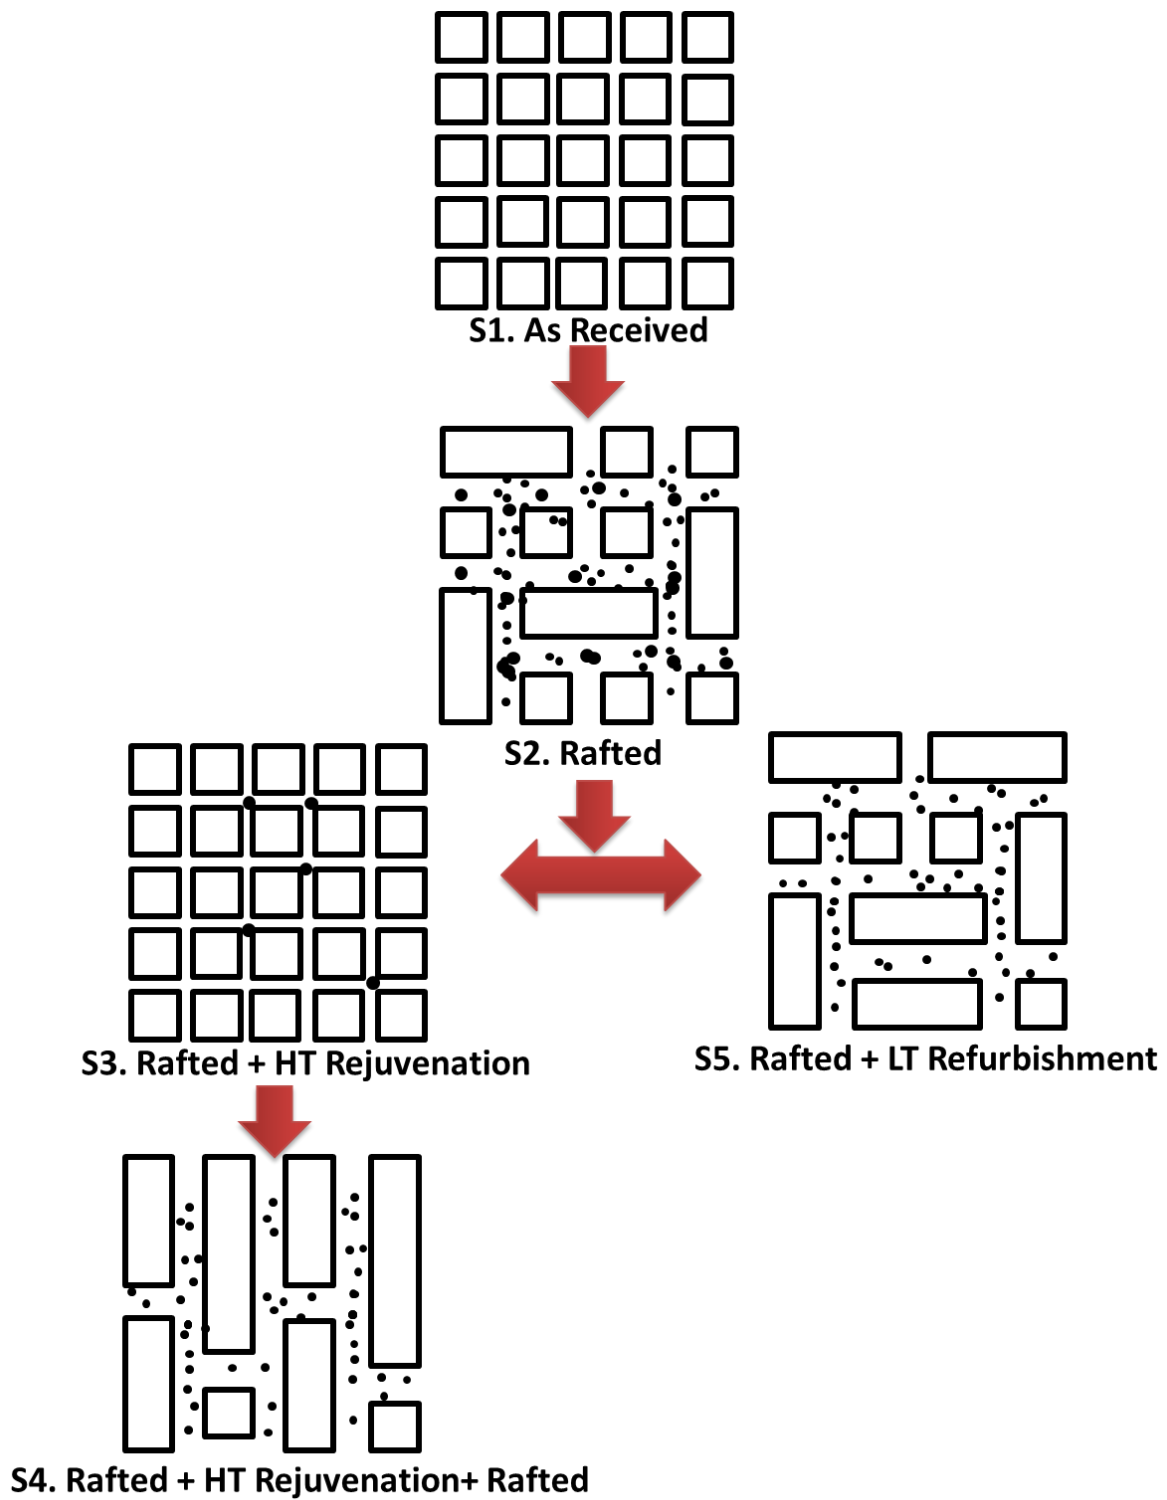 S1. As Received
S2. Rafted
S3. Rafted + HT Rejuvenation
S5. Rafted + LT Refurbishment
S4. Rafted + HT Rejuvenation+ Rafted